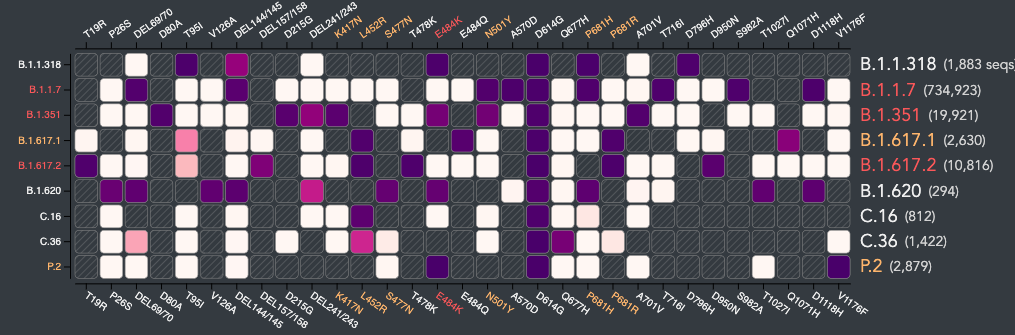 T19R P26S DEL69/70 D80A T95I V126A DEL144/145 DEL157/158 D215G DEL241/243 K417N L452R S477N T478K E484K E484Q N501Y A570D D614G Q677H P681H P681R A701V T716I D796H D950N S982A T1027I Q1071H D1118H V1176F
B.1.1.318 B.1.1.318 (1,883 seqs)
B.1.1.7 B.1.1.7 (734,923)
B.1.351 B.1.351 (19,921)
B.1.617.1 B.1.617.1 (2,630)
B.1.617.2 B.1.617.2 (10,816)
B.1.620 B.1.620 (294)
C.16 C.16 (812)
C.36 C.36 (1,422)
P.2 P.2 (2,879)
T19R P26S DEL69/70 D80A T95I V126A DEL144/145 DEL157/158 D215G DEL241/243 K417N L452R S477N T478K E484K E484Q N501Y A570D D614G Q677H P681H P681R A701V T716I D796H D950N S982A T1027I Q1071H D1118H V1176F